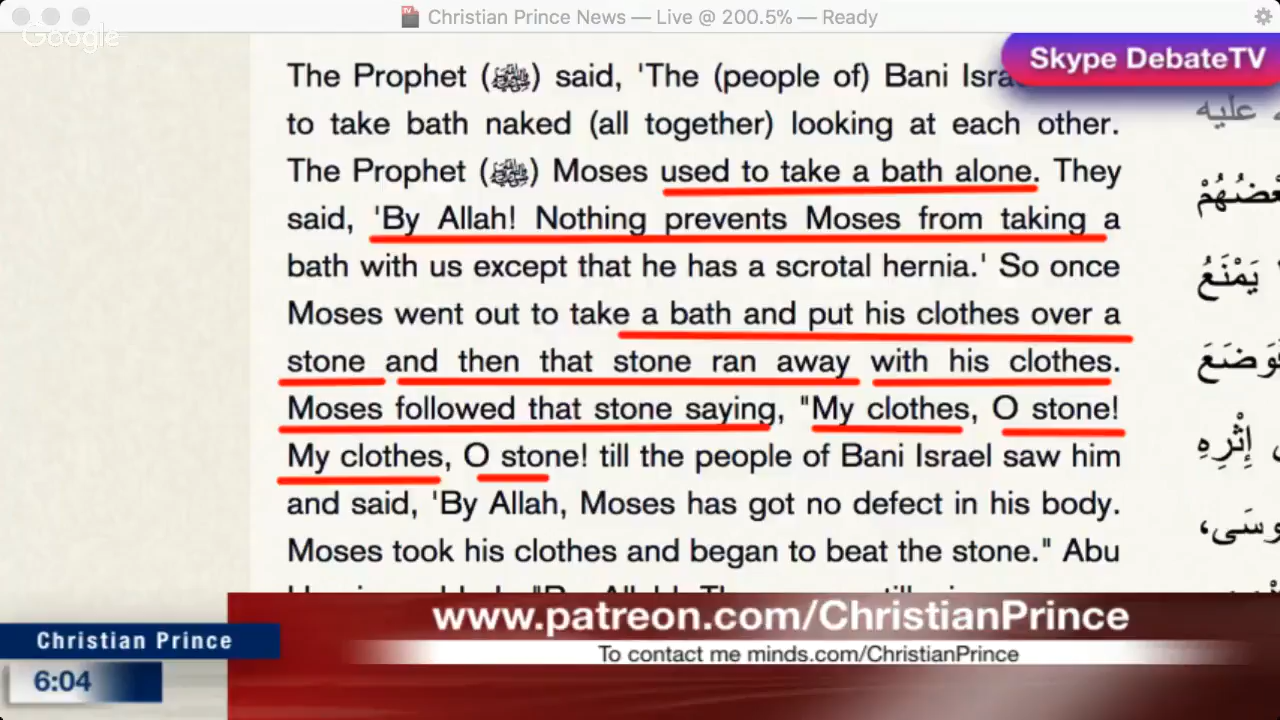 Christian Prince News — Live @ 200.5% — Ready
Google
Skype DebateTV
The Prophet (ﷺ) said, 'The (people of) Bani
to take bath naked (all together) looking at each other.
The Prophet (ﷺ) Moses used to take a bath alone. They
said, 'By Allah! Nothing prevents Moses from taking a
bath with us except that he has a scrotal hernia.' So once
Moses went out to take a bath and put his clothes over a
stone and then that stone ran away with his clothes.
Moses followed that stone saying, "My clothes, O stone!
My clothes, O stone! till the people of Bani Israel saw him
and said, 'By Allah, Moses has got no defect in his body.
Moses took his clothes and began to beat the stone." Abu
عليه
يَمْنَعُ
فَوَضَعَ
إِثْرِهِ
www.patreon.com/ChristianPrince
To contact me minds.com/ChristianPrince
Christian Prince
6:04